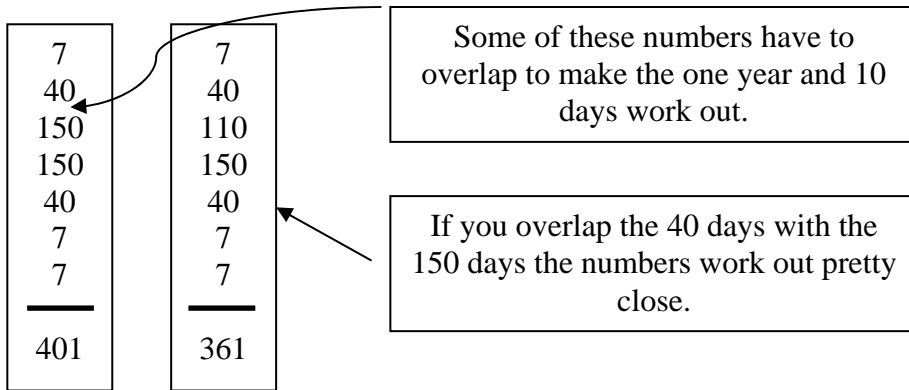 7
40
150
150
40
7
7
401
7
40
110
150
40
7
7
361
Some of these numbers have to
overlap to make the one year and 10
days work out.
If you overlap the 40 days with the
150 days the numbers work out pretty
close.